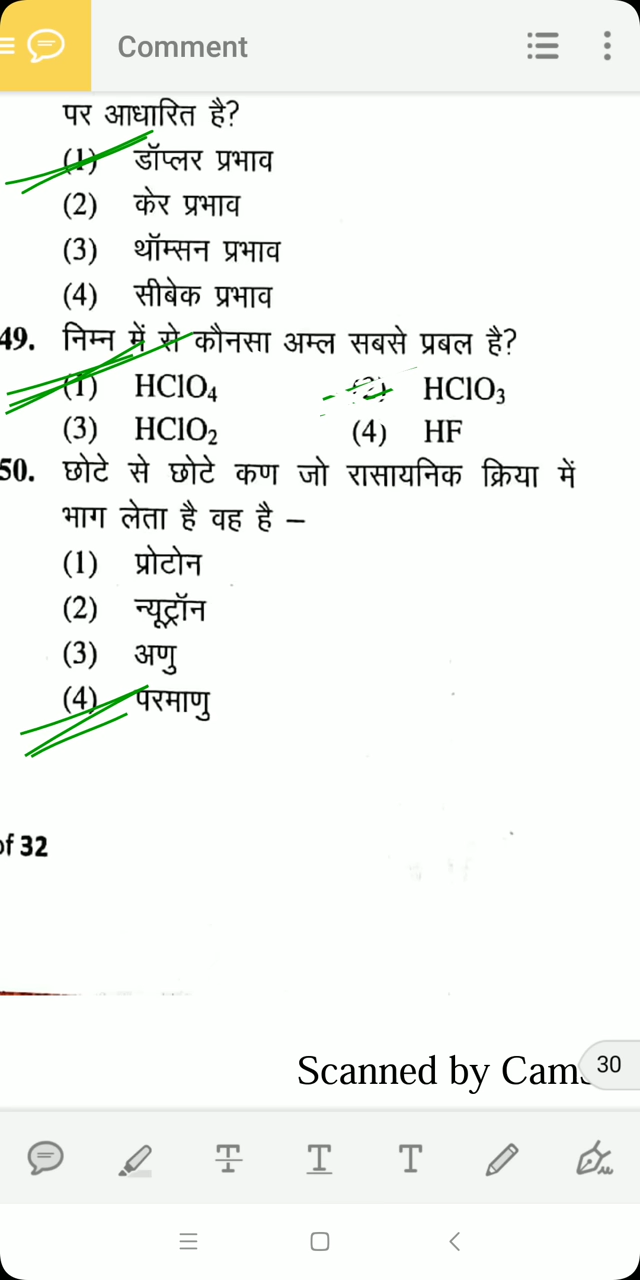 Comment
पर आधारित है?
(1) डॉप्लर प्रभाव
(2) केर प्रभाव
(3) थॉम्सन प्रभाव
(4) सीबेक प्रभाव
49. निम्न में से कौनसा अम्ल सबसे प्रबल है?
(1) HClO₄ (2) HClO₃
(3) HClO₂ (4) HF
50. छोटे से छोटे कण जो रासायनिक क्रिया में
भाग लेता है वह है –
(1) प्रोटोन
(2) न्यूट्रॉन
(3) अणु
(4) परमाणु
of 32
Scanned by Cam
30